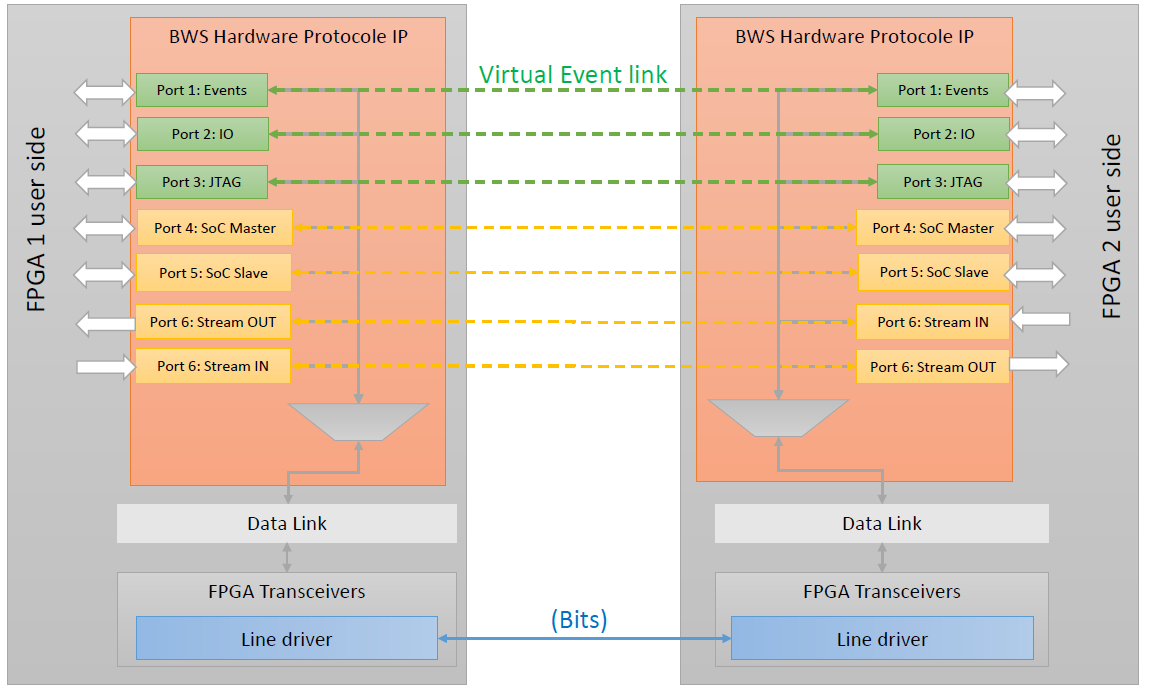 BWS Hardware Protocole IP
BWS Hardware Protocole IP
Virtual Event link
Port 1: Events
Port 1: Events
Port 2: IO
Port 2: IO
Port 3: JTAG
Port 3: JTAG
Port 4: SoC Master
Port 4: SoC Master
Port 5: SoC Slave
Port 5: SoC Slave
Port 6: Stream OUT
Port 6: Stream IN
Port 6: Stream IN
Port 6: Stream OUT
FPGA 1 user side
FPGA 2 user side
Data Link
Data Link
FPGA Transceivers
FPGA Transceivers
(Bits)
Line driver
Line driver